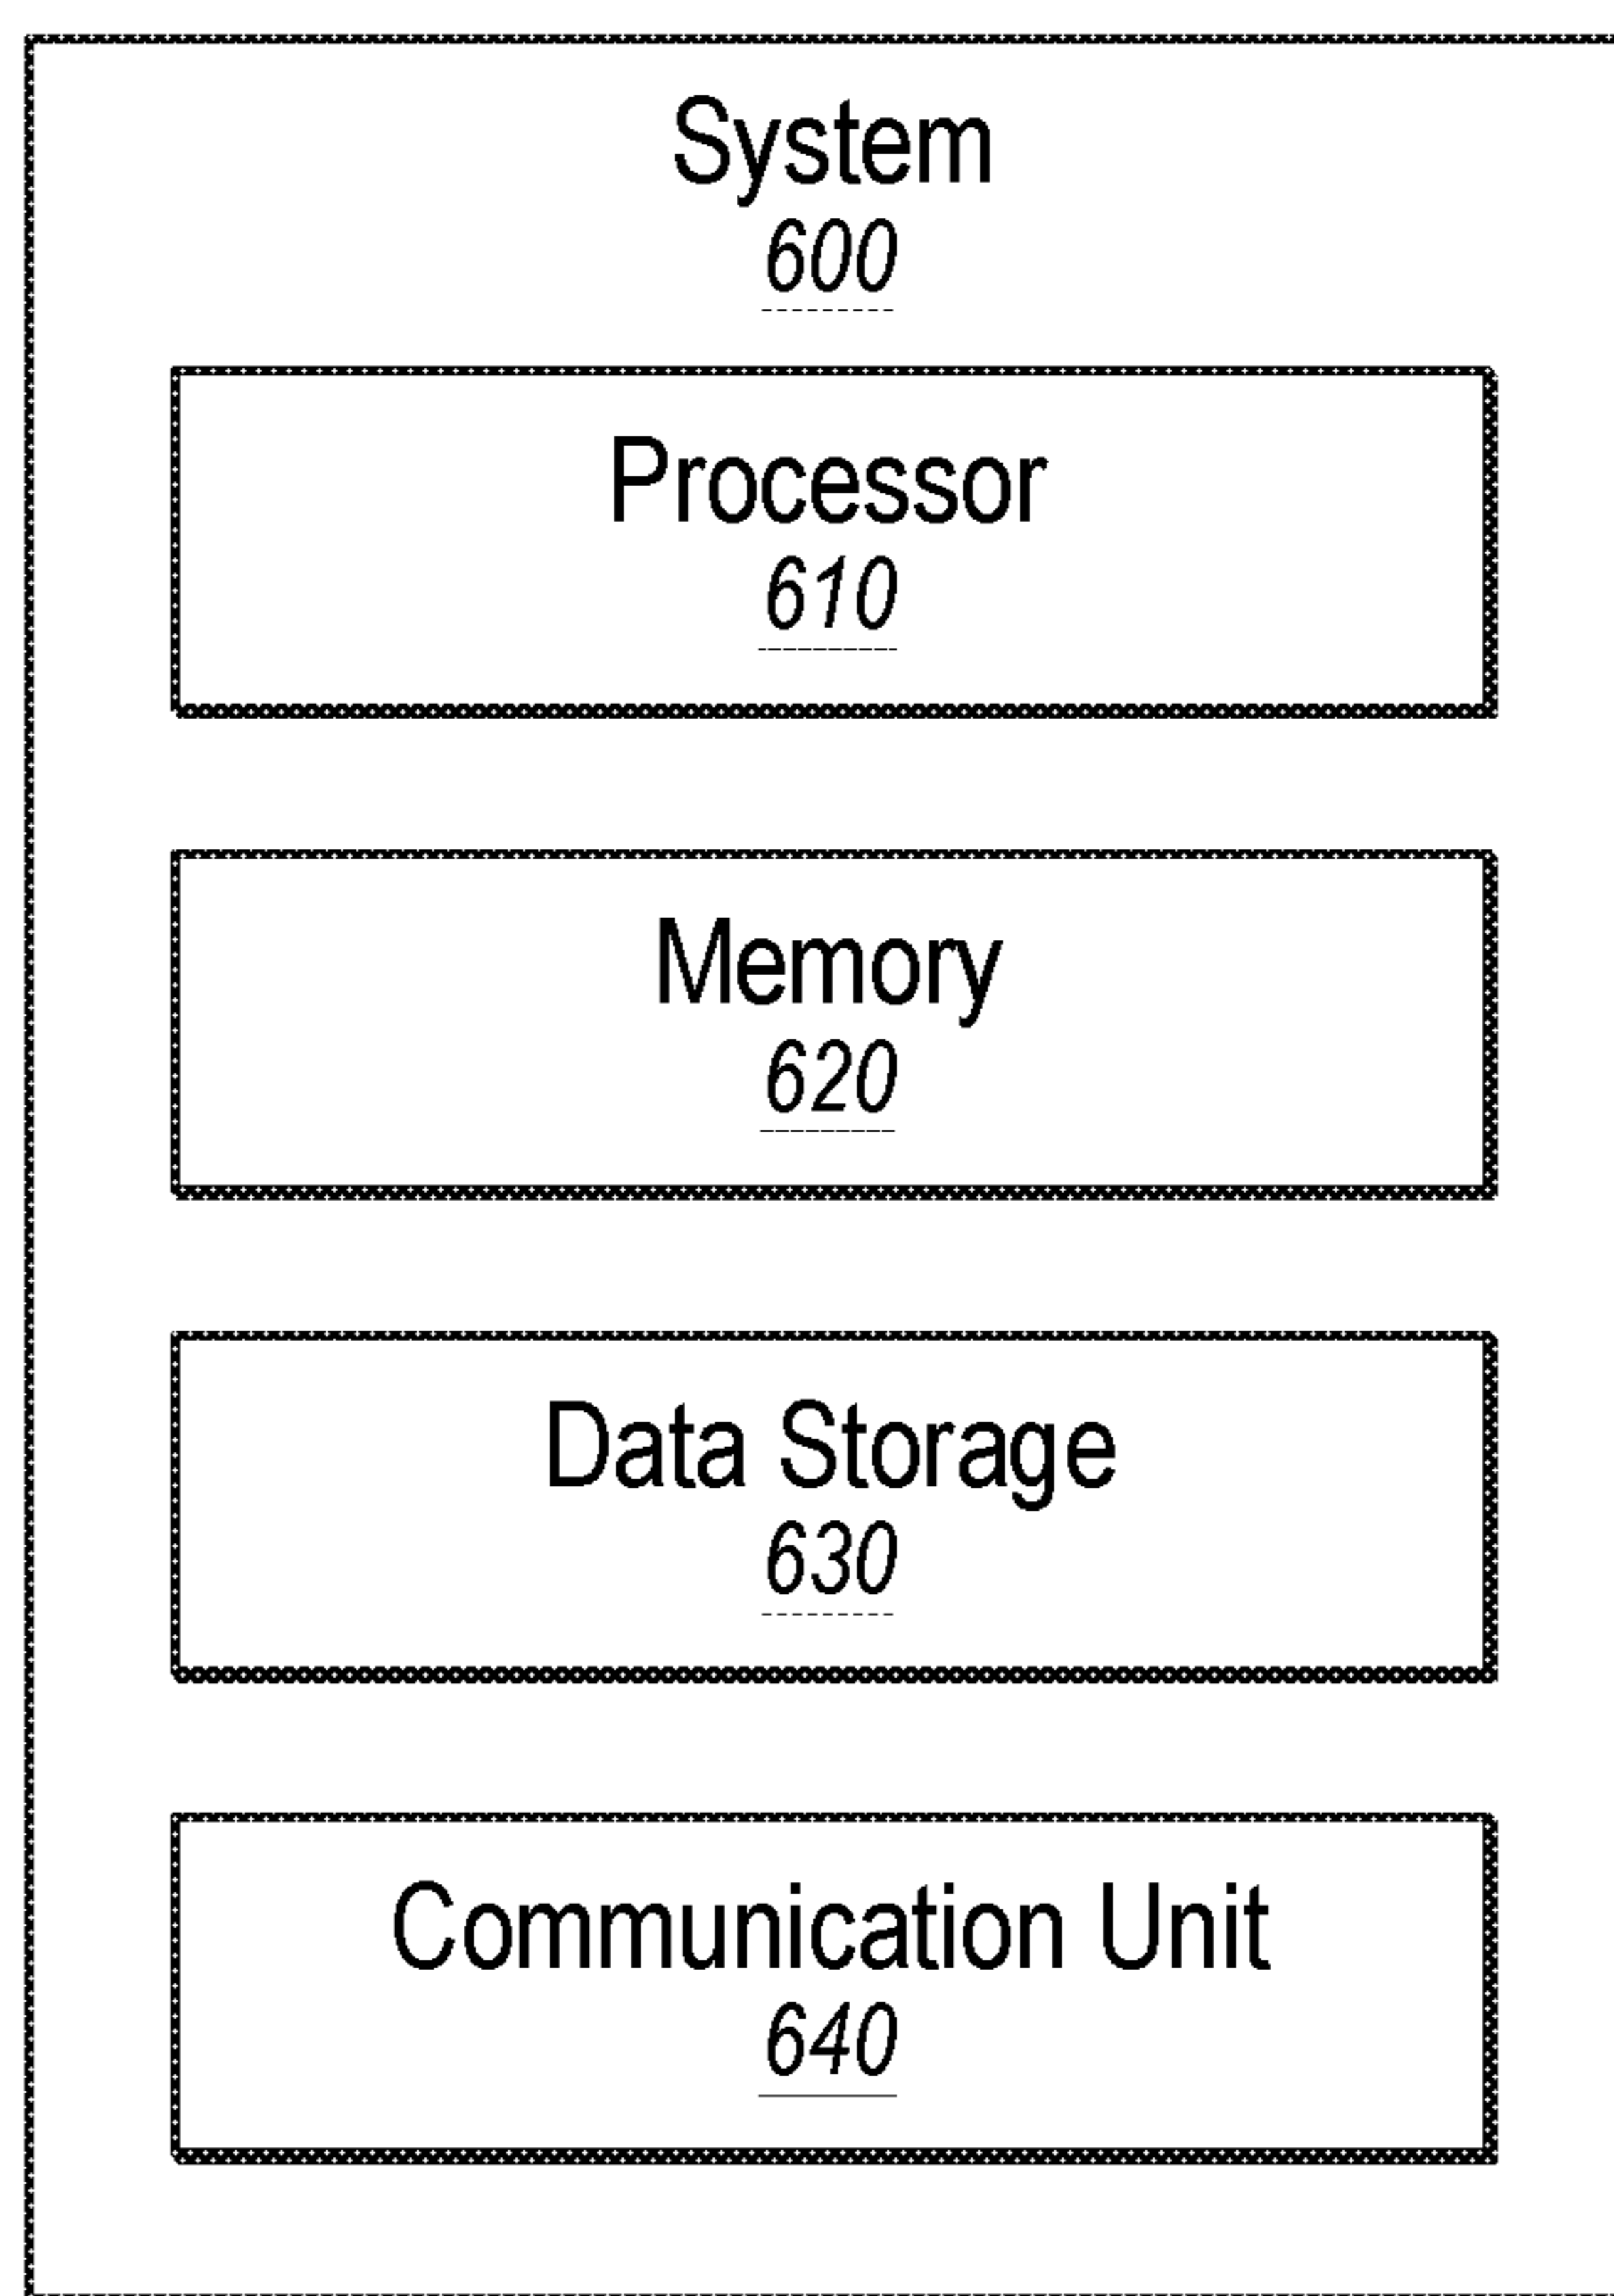 System
600
Processor
610
Memory
620
Data Storage
630
Communication Unit
640